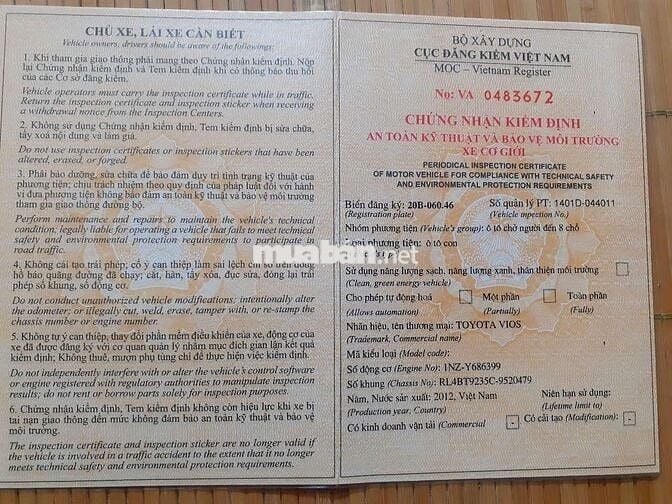 CHỦ XE, LÁI XE CẦN BIẾT
Vehicle owners, drivers should be aware of the followings:
1. Khi tham gia giao thông phải mang theo Chứng nhận kiểm định. Nộp
lại Chứng nhận kiểm định và Tem kiểm định khi có thông báo thu hồi
của các Cơ sở đăng kiểm.
Vehicle operators must carry the inspection certificate while in traffic.
Return the inspection certificate and inspection sticker when receiving
a withdrawal notice from the Inspection Centers.
2. Không sử dụng Chứng nhận kiểm định, Tem kiểm định bị sửa chữa,
tẩy xoá nội dung và làm giả.
Do not use inspection certificates or inspection stickers that have been
altered, erased, or forged.
3. Phải bảo dưỡng, sửa chữa để bảo đảm duy trì tình trạng kỹ thuật của
phương tiện; chịu trách nhiệm theo quy định của pháp luật đối với hành
vi đưa phương tiện không bảo đảm an toàn kỹ thuật và bảo vệ môi trường
tham gia giao thông đường bộ.
Perform maintenance and repairs to maintain the vehicle's technical
condition, legally liable for operating a vehicle that fails to meet technical
safety and environmental protection requirements to participate in
road traffic.
4. Không cải tạo trái phép; cố ý can thiệp làm sai lệch chỉ số trên đồng
hồ báo quãng đường đã chạy; cắt, hàn, tẩy xóa, đục sửa, đóng lại trái
phép số khung, số động cơ.
Do not conduct unauthorized vehicle modifications; intentionally alter
the odometer; or illegally cut, weld, erase, tamper with, or re-stamp the
chassis number or engine number.
5. Không tự ý can thiệp, thay đổi phần mềm điều khiển của xe, động cơ của
xe đã được đăng ký với cơ quan quản lý nhằm mục đích gian lận kết quả
kiểm định; Không thuê, mượn phụ tùng chỉ để thực hiện việc kiểm định.
Do not independently interfere with or alter the vehicle's control software
or engine registered with regulatory authorities to manipulate inspection
results; do not rent or borrow parts solely for inspection purposes.
6. Chứng nhận kiểm định, Tem kiểm định không còn hiệu lực khi xe bị
tai nạn giao thông đến mức không đảm bảo an toàn kỹ thuật và bảo vệ môi
trường.
The inspection certificate and inspection sticker are no longer valid if
the vehicle is involved in a traffic accident to the extent that it no longer
meets technical safety and environmental protection requirements.
BỘ XÂY DỰNG
CỤC ĐĂNG KIỂM VIỆT NAM
MOC – Vietnam Register
No: VA 0483672
CHỨNG NHẬN KIỂM ĐỊNH
AN TOÀN KỸ THUẬT VÀ BẢO VỆ MÔI TRƯỜNG
XE CƠ GIỚI
PERIODICAL INSPECTION CERTIFICATE
OF MOTOR VEHICLE FOR COMPLIANCE WITH TECHNICAL SAFETY
AND ENVIRONMENTAL PROTECTION REQUIREMENTS
Biển đăng ký: 20B-060.46 Số quản lý PT: 1401D-044011
(Registration plate) (Vehicle inspection No.)
Nhóm phương tiện (Vehicle's group): ô tô chở người đến 8 chỗ
ô tô con
muaban.net
Sử dụng năng lượng sạch, năng lượng xanh, thân thiện môi trường
(Clean, green energy vehicle)
Cho phép tự động hoá Một phần Toàn phần
(Allows automation) (Partially) (Fully)
Nhãn hiệu, tên thương mại: TOYOTA VIOS
(Trademark, Commercial name)
Mã kiểu loại (Model code):
Số động cơ (Engine No): 1NZ-Y686399
Số khung (Chassis No): RL4BT9235C-9520479
Năm, Nước sản xuất: 2012, Việt Nam Niên hạn sử dụng:
(Production year, Country) (Lifetime limit to)
Có kinh doanh vận tải (Commercial - Có cải tạo (Modification): -